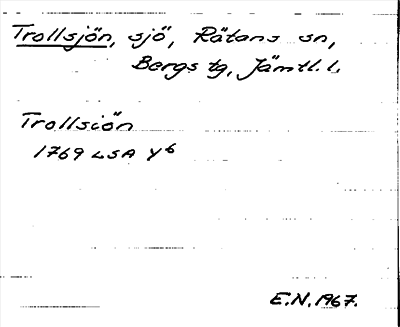 Trollsjön, sjö, Rätans sn,
Bergs tg, Jämtl. l.
Trollsiön
1769 LSA Y6
E.N. 1967.